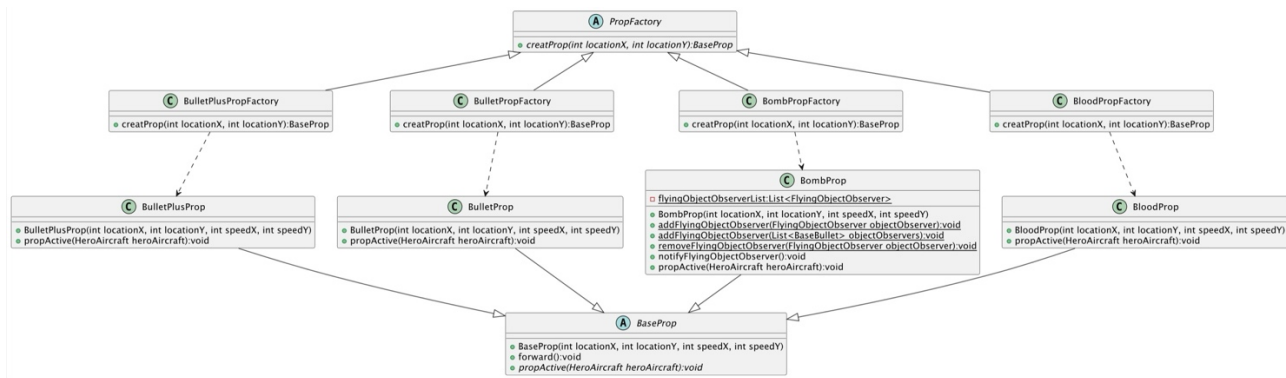 A PropFactory
creatProp(int locationX, int locationY):BaseProp
C BulletPlusPropFactory
creatProp(int locationX, int locationY):BaseProp
C BulletPropFactory
creatProp(int locationX, int locationY):BaseProp
C BombPropFactory
creatProp(int locationX, int locationY):BaseProp
C BloodPropFactory
creatProp(int locationX, int locationY):BaseProp
C BulletPlusProp
BulletPlusProp(int locationX, int locationY, int speedX, int speedY)
propActive(HeroAircraft heroAircraft):void
C BulletProp
BulletProp(int locationX, int locationY, int speedX, int speedY)
propActive(HeroAircraft heroAircraft):void
C BombProp
flyingObjectObserverList:List<FlyingObjectObserver>
BombProp(int locationX, int locationY, int speedX, int speedY)
addFlyingObjectObserver(FlyingObjectObserver objectObserver):void
addFlyingObjectObserver(List<BaseBullet> objectObservers):void
removeFlyingObjectObserver(FlyingObjectObserver objectObserver):void
notifyFlyingObjectObserver():void
propActive(HeroAircraft heroAircraft):void
C BloodProp
BloodProp(int locationX, int locationY, int speedX, int speedY)
propActive(HeroAircraft heroAircraft):void
A BaseProp
BaseProp(int locationX, int locationY, int speedX, int speedY)
forward():void
propActive(HeroAircraft heroAircraft):void